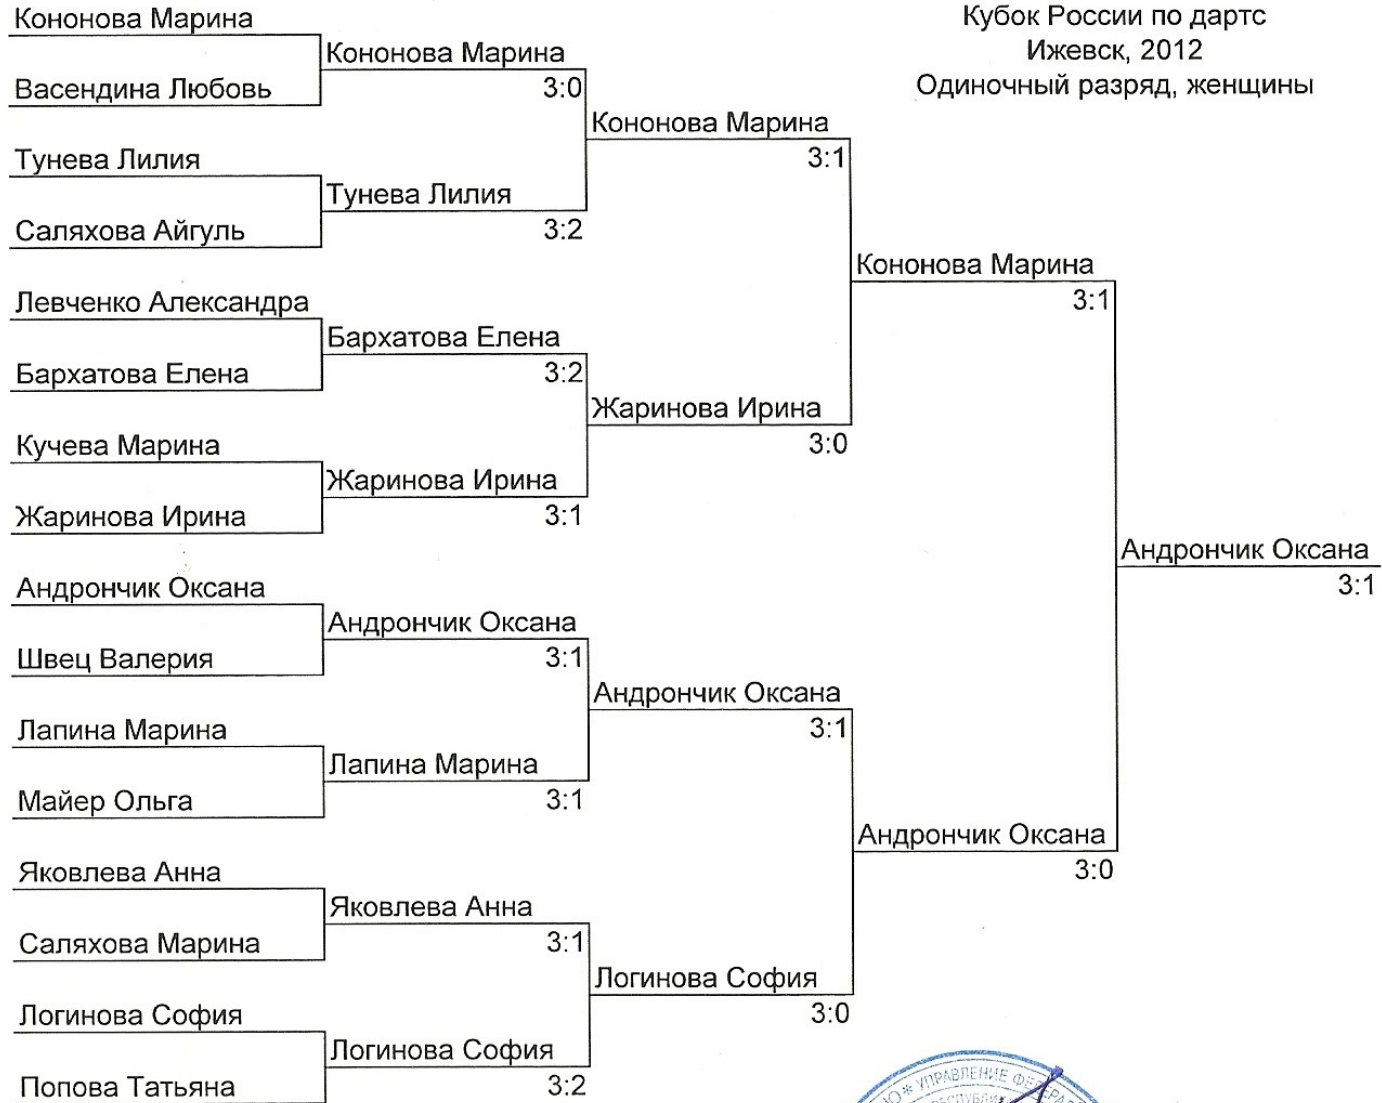 Кубок России по дартс
Ижевск, 2012
Одиночный разряд, женщины
Кононова Марина
Васендина Любовь
Тунева Лилия
Саляхова Айгуль
Левченко Александра
Бархатова Елена
Кучева Марина
Жаринова Ирина
Андрончик Оксана
Швец Валерия
Лапина Марина
Майер Ольга
Яковлева Анна
Саляхова Марина
Логинова София
Попова Татьяна
Кононова Марина
3:0
Тунева Лилия
3:2
Бархатова Елена
3:2
Жаринова Ирина
3:1
Андрончик Оксана
3:1
Лапина Марина
3:1
Яковлева Анна
3:1
Логинова София
3:2
Кононова Марина
3:1
Жаринова Ирина
3:0
Андрончик Оксана
3:1
Логинова София
3:0
Кононова Марина
3:1
Андрончик Оксана
3:0
Андрончик Оксана
3:1
УПРАВЛЕНИЕ